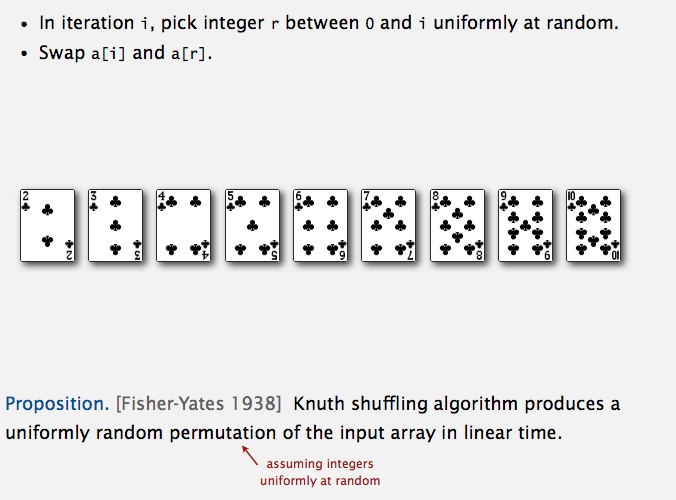 • In iteration i, pick integer r between 0 and i uniformly at random.
• Swap a[i] and a[r].
2 3 4 5 6 7 8 9 10
2 3 4 5 6 7 8 9 10
Proposition. [Fisher-Yates 1938] Knuth shuffling algorithm produces a
uniformly random permutation of the input array in linear time.
assuming integers
uniformly at random